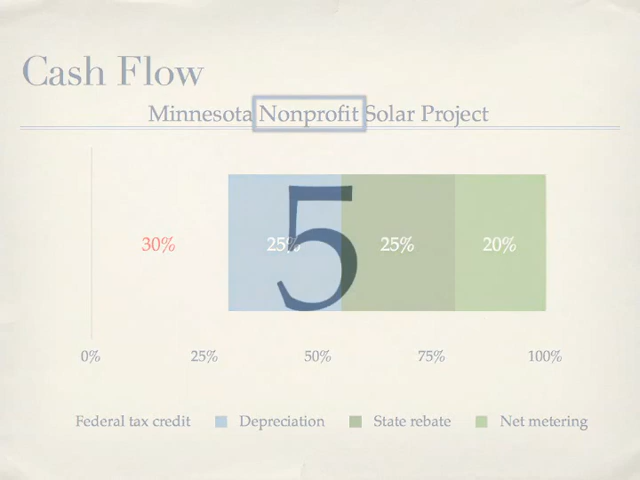 Cash Flow
Minnesota Nonprofit Solar Project
5
30% 25% 25% 20%
0% 25% 50% 75% 100%
Federal tax credit Depreciation State rebate Net metering